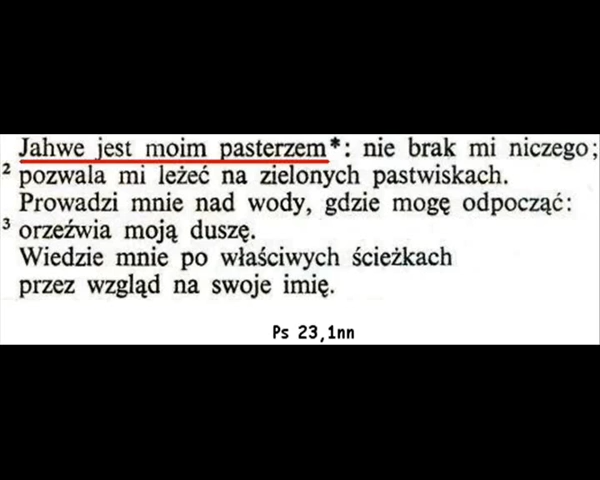 Jahwe jest moim pasterzem*: nie brak mi niczego;
2 pozwala mi leżeć na zielonych pastwiskach.
Prowadzi mnie nad wody, gdzie mogę odpocząć:
3 orzeźwia moją duszę.
Wiedzie mnie po właściwych ścieżkach
przez wzgląd na swoje imię.
Ps 23,1nn